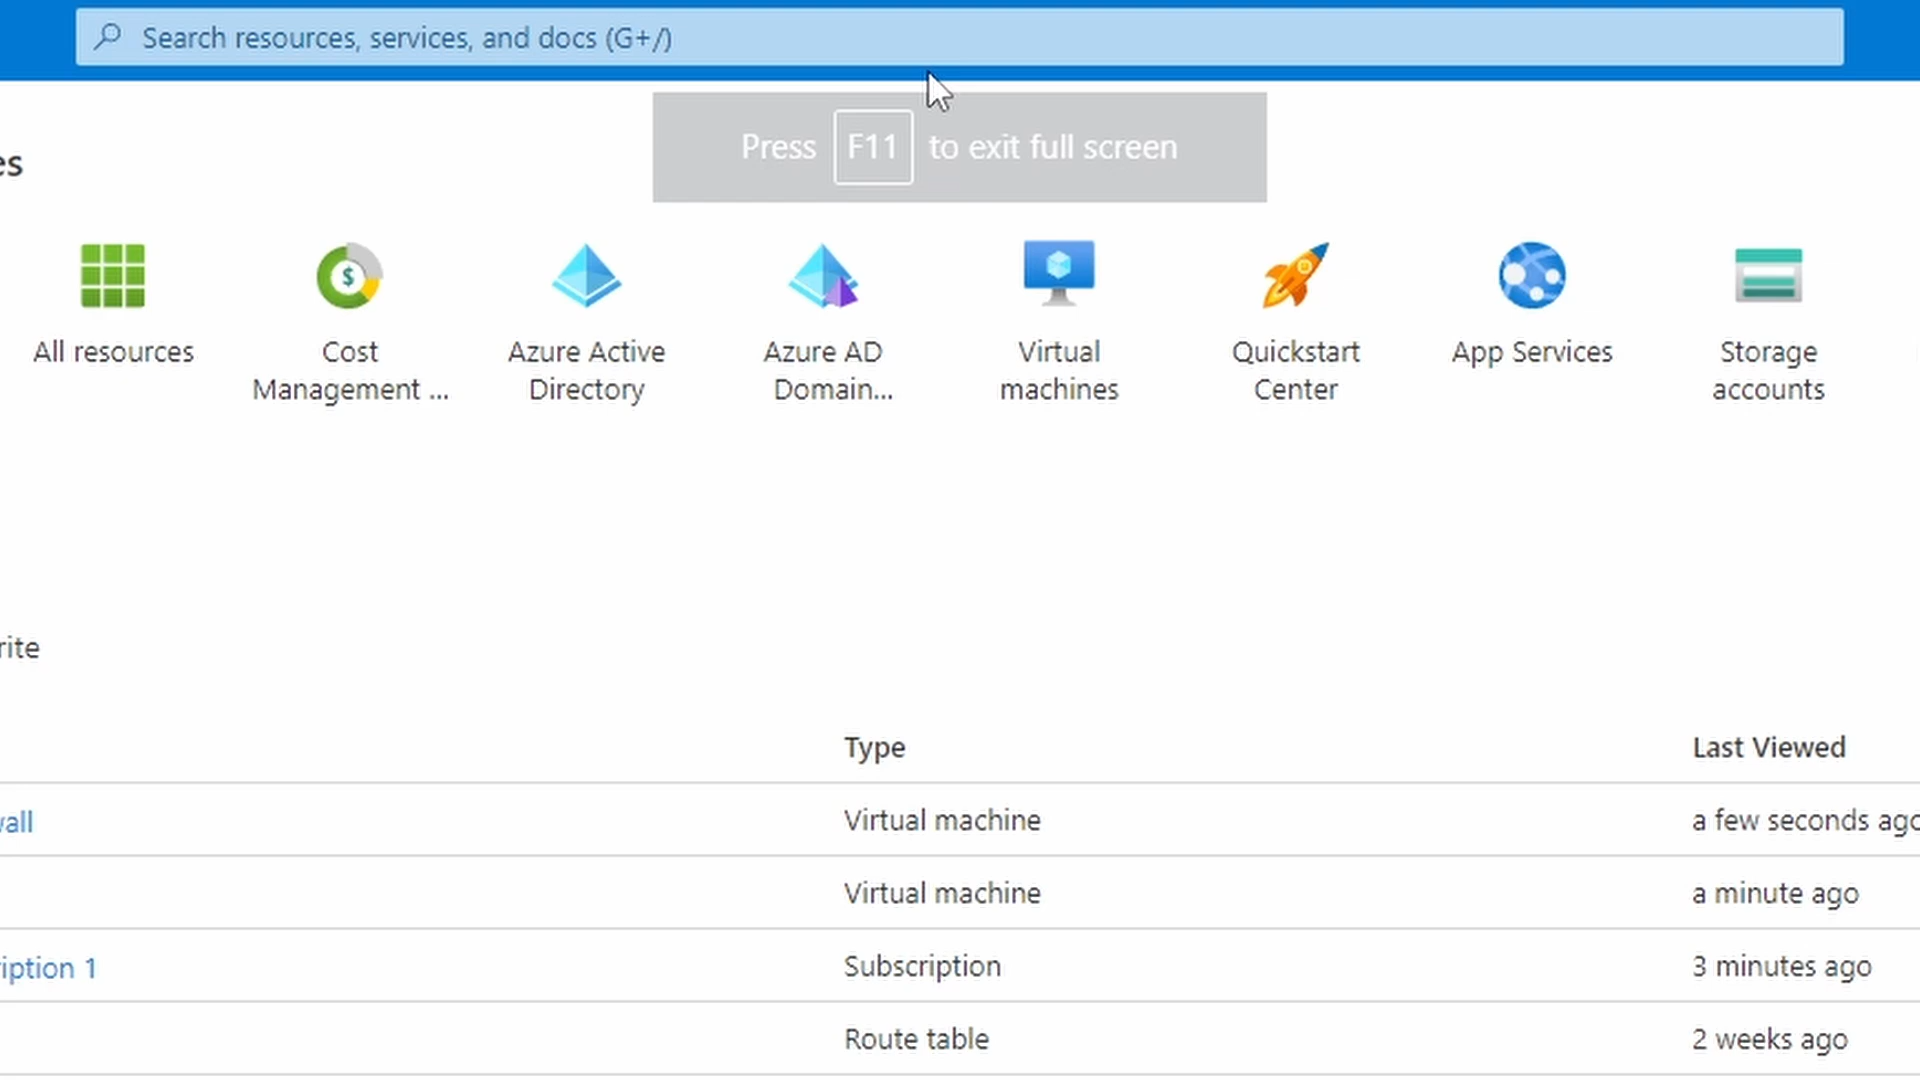 Search resources, services, and docs (G+/)
Press F11 to exit full screen
es
All resources
Cost
Management ...
Azure Active
Directory
Azure AD
Domain...
Virtual
machines
Quickstart
Center
App Services
Storage
accounts
rite
Type Last Viewed
wall Virtual machine a few seconds ago
Virtual machine a minute ago
ription 1 Subscription 3 minutes ago
Route table 2 weeks ago